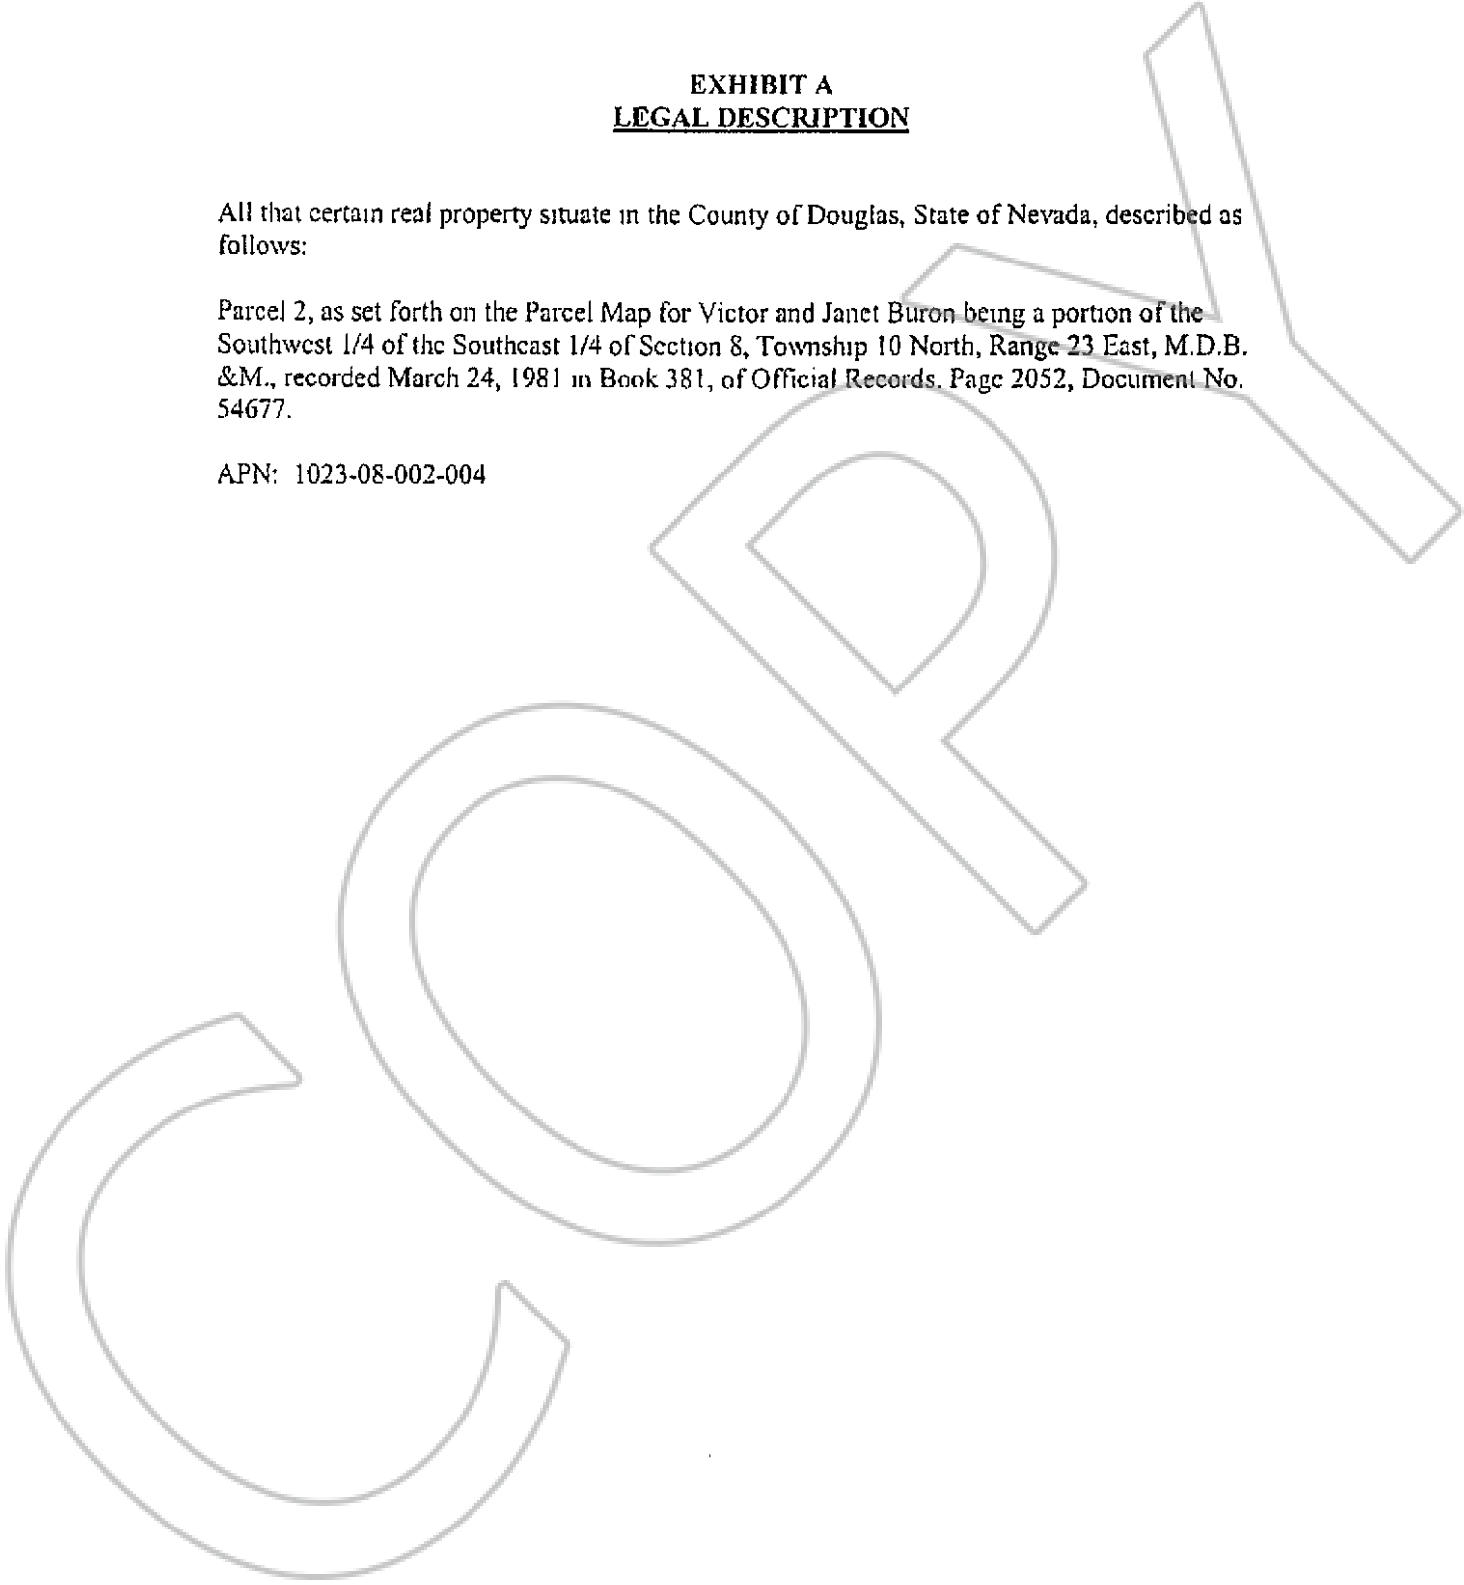 EXHIBIT A
LEGAL DESCRIPTION
All that certain real property situate in the County of Douglas, State of Nevada, described as
follows:
Parcel 2, as set forth on the Parcel Map for Victor and Janet Buron being a portion of the
Southwest 1/4 of the Southeast 1/4 of Section 8, Township 10 North, Range 23 East, M.D.B.
&M., recorded March 24, 1981 in Book 381, of Official Records. Page 2052, Document No.
54677.
APN: 1023-08-002-004
COPY